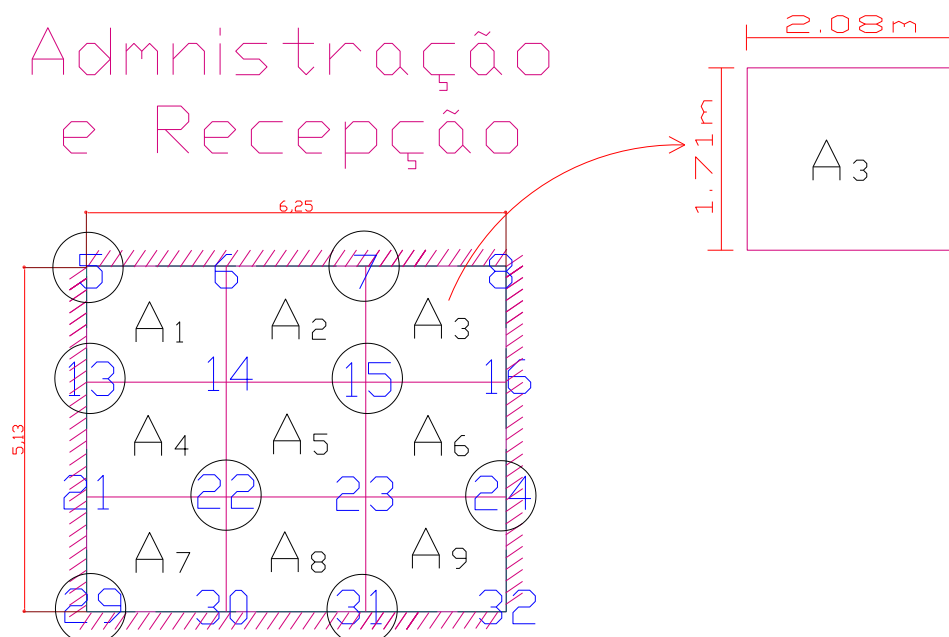 Admnistração
e Recepção
2.08m
1.71m
A3
6,25
5,13
5 6 7 8
A1 A2 A3
13 14 15 16
A4 A5 A6
21 22 23 24
A7 A8 A9
29 30 31 32